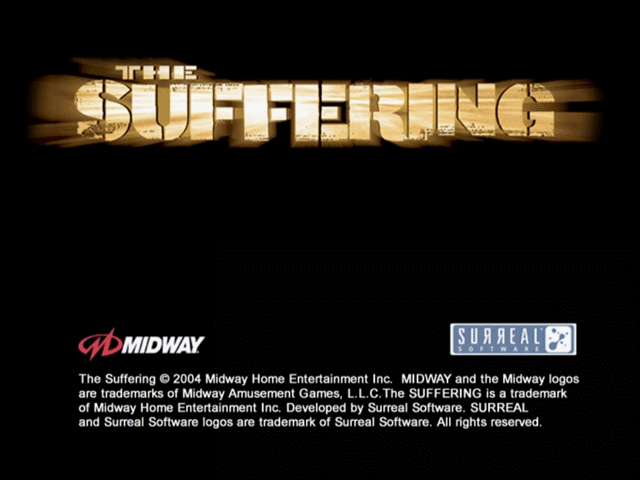 THE
SUFFERING
MIDWAY
SURREAL
SOFTWARE
The Suffering © 2004 Midway Home Entertainment Inc. MIDWAY and the Midway logos
are trademarks of Midway Amusement Games, L.L.C.The SUFFERING is a trademark
of Midway Home Entertainment Inc. Developed by Surreal Software. SURREAL
and Surreal Software logos are trademark of Surreal Software. All rights reserved.